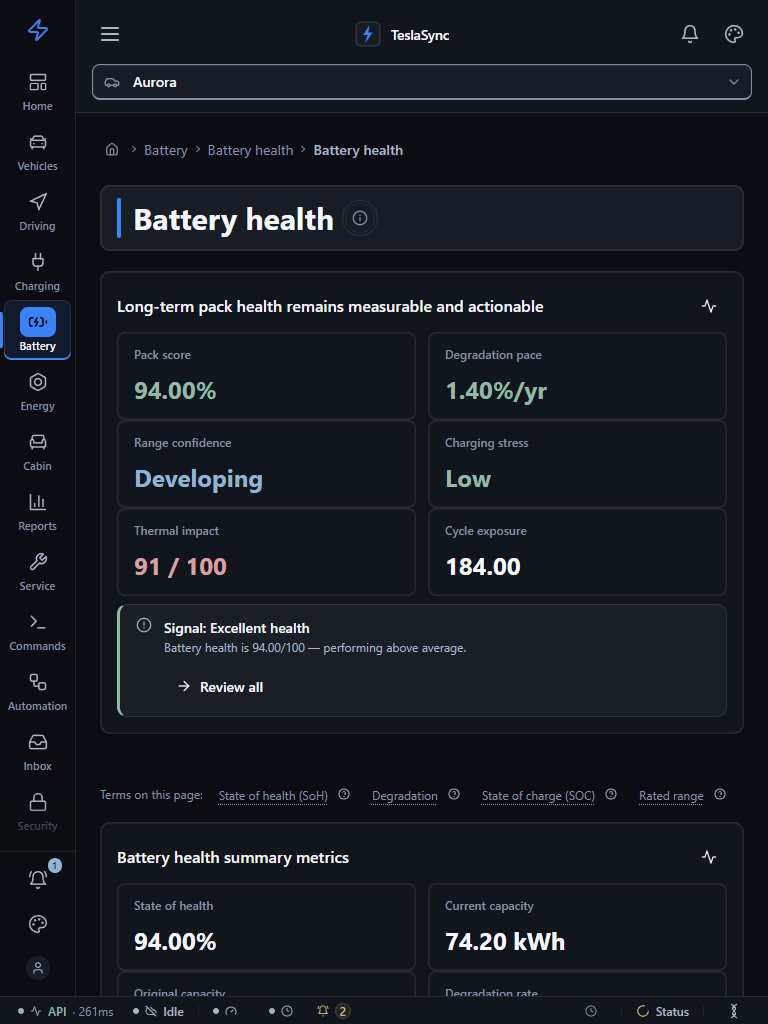 TeslaSync
Aurora
Home
Vehicles
Driving
Charging
Battery
Energy
Cabin
Reports
Service
Commands
Automation
Inbox
Security
1
Battery > Battery health > Battery health
Battery health
Long-term pack health remains measurable and actionable
Pack score
94.00%
Degradation pace
1.40%/yr
Range confidence
Developing
Charging stress
Low
Thermal impact
91 / 100
Cycle exposure
184.00
Signal: Excellent health
Battery health is 94.00/100 — performing above average.
Review all
Terms on this page: State of health (SoH) Degradation State of charge (SOC) Rated range
Battery health summary metrics
State of health
94.00%
Current capacity
74.20 kWh
Original capacity
Degradation rate
API · 261ms Idle 2 Status